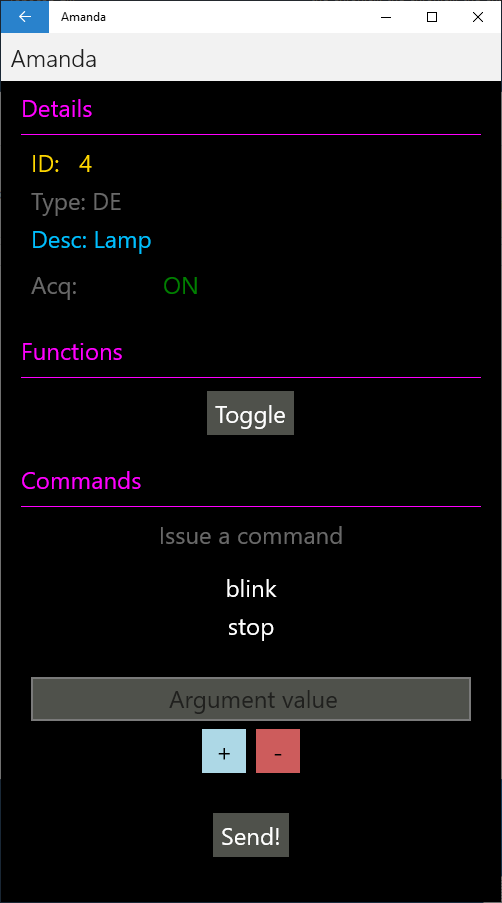 Amanda
Amanda
Details
ID: 4
Type: DE
Desc: Lamp
Acq: ON
Functions
Toggle
Commands
Issue a command
blink
stop
Argument value
+ -
Send!